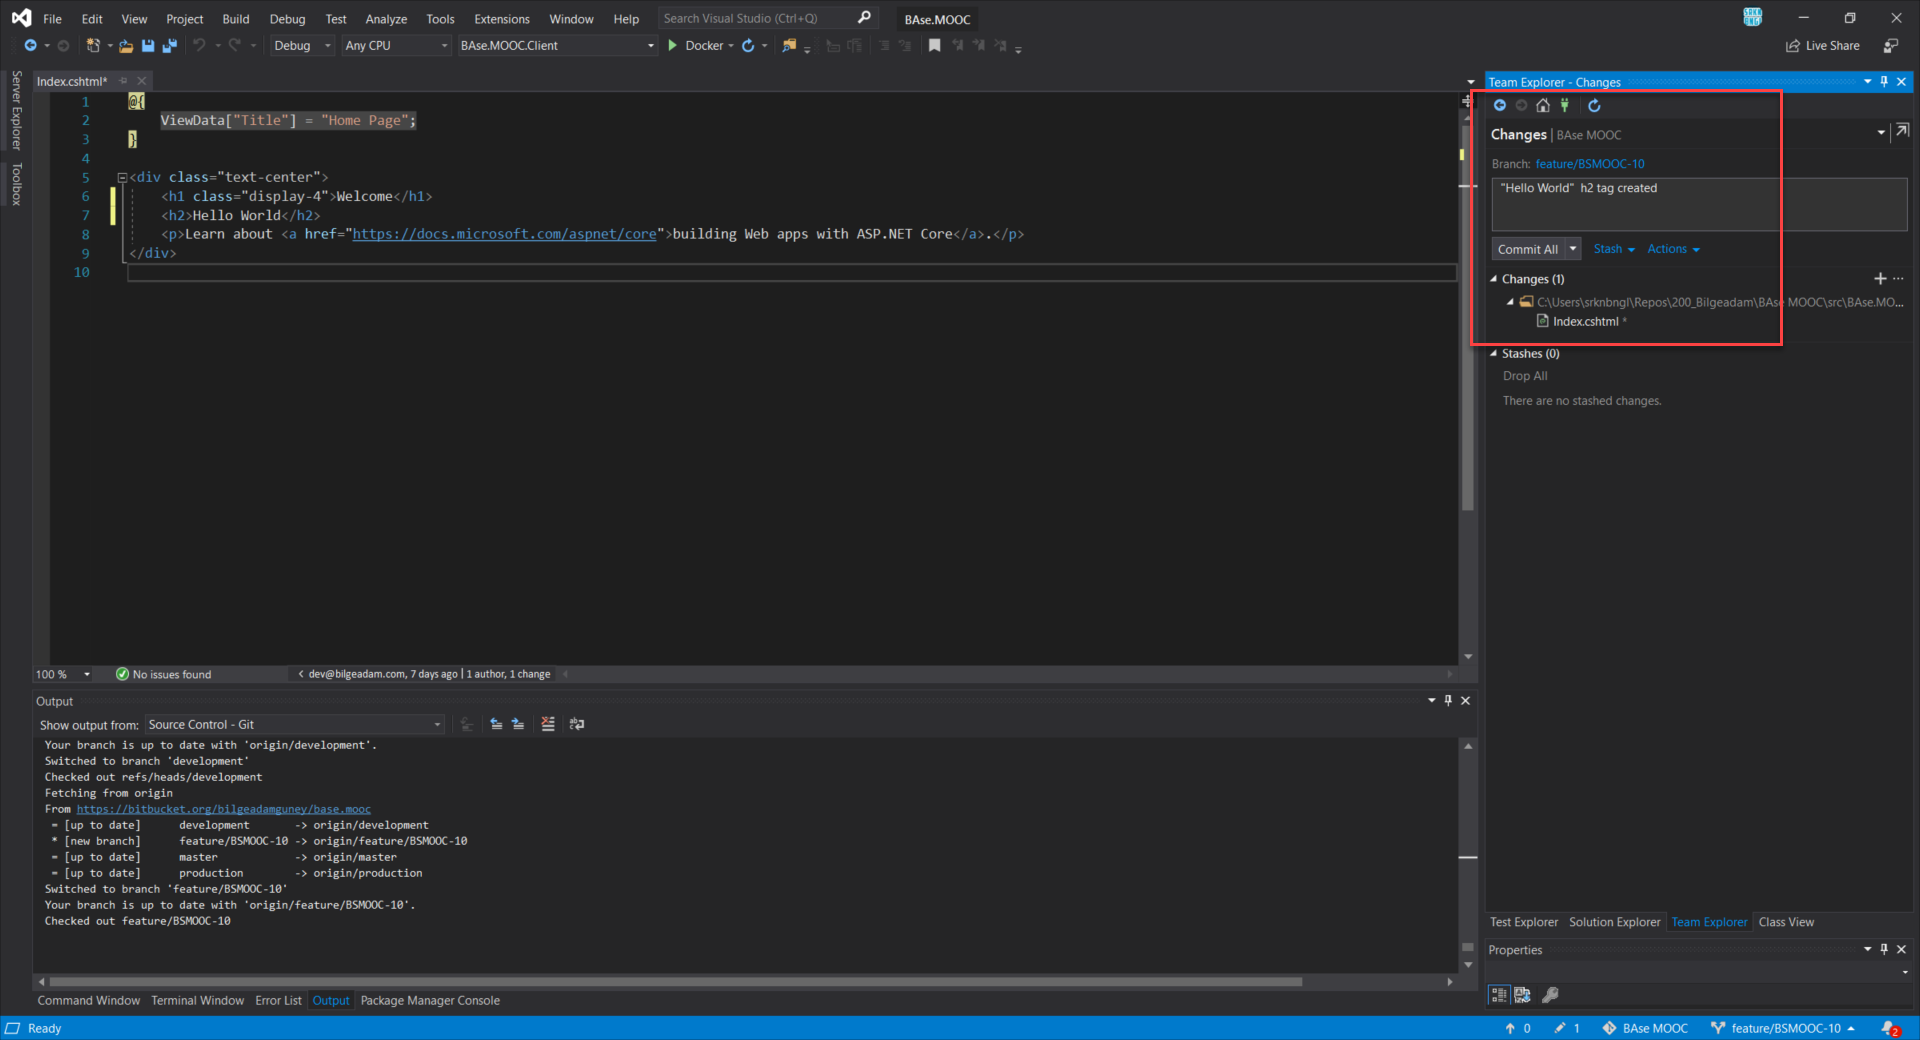 File Edit View Project Build Debug Test Analyze Tools Extensions Window Help Search Visual Studio (Ctrl+Q) BAse.MOOC
Debug Any CPU BAse.MOOC.Client Docker Live Share
Server Explorer
Toolbox
Index.cshtml*
1 @{
2 ViewData["Title"] = "Home Page";
3 }
4
5 <div class="text-center">
6 <h1 class="display-4">Welcome</h1>
7 <h2>Hello World</h2>
8 <p>Learn about <a href="https://docs.microsoft.com/aspnet/core">building Web apps with ASP.NET Core</a>.</p>
9 </div>
10
100 % No issues found dev@bilgeadam.com, 7 days ago | 1 author, 1 change
Output
Show output from: Source Control - Git
Your branch is up to date with 'origin/development'.
Switched to branch 'development'
Checked out refs/heads/development
Fetching from origin
From https://bitbucket.org/bilgeadamguney/base.mooc
= [up to date] development -> origin/development
* [new branch] feature/BSMOOC-10 -> origin/feature/BSMOOC-10
= [up to date] master -> origin/master
= [up to date] production -> origin/production
Switched to branch 'feature/BSMOOC-10'
Your branch is up to date with 'origin/feature/BSMOOC-10'.
Checked out feature/BSMOOC-10
Command Window Terminal Window Error List Output Package Manager Console
Team Explorer - Changes
Changes | BAse MOOC
Branch: feature/BSMOOC-10
"Hello World" h2 tag created
Commit All Stash Actions
Changes (1)
C:\Users\srknbngl\Repos\200_Bilgeadam\BAse MOOC\src\BAse.MO...
Index.cshtml *
Stashes (0)
Drop All
There are no stashed changes.
Test Explorer Solution Explorer Team Explorer Class View
Properties
Ready 0 1 BAse MOOC feature/BSMOOC-10 2